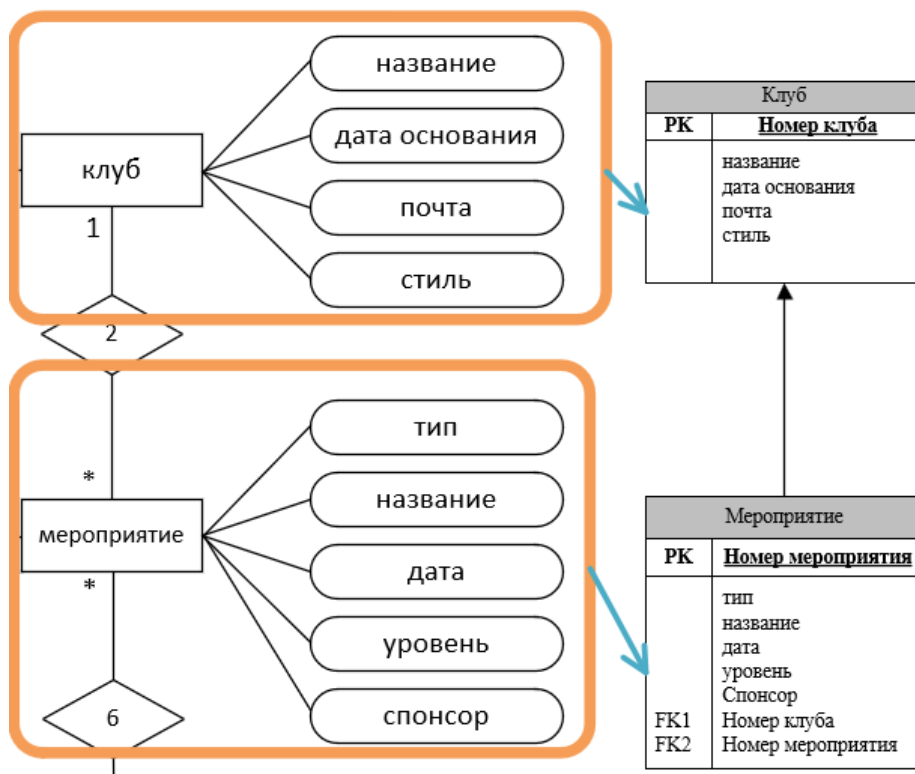 название
дата основания
клуб
почта
стиль
1
2
тип
*
название
мероприятие
*
дата
уровень
6
спонсор
Клуб
PK Номер клуба
название
дата основания
почта
стиль
Мероприятие
PK Номер мероприятия
тип
название
дата
уровень
Спонсор
FK1 Номер клуба
FK2 Номер мероприятия